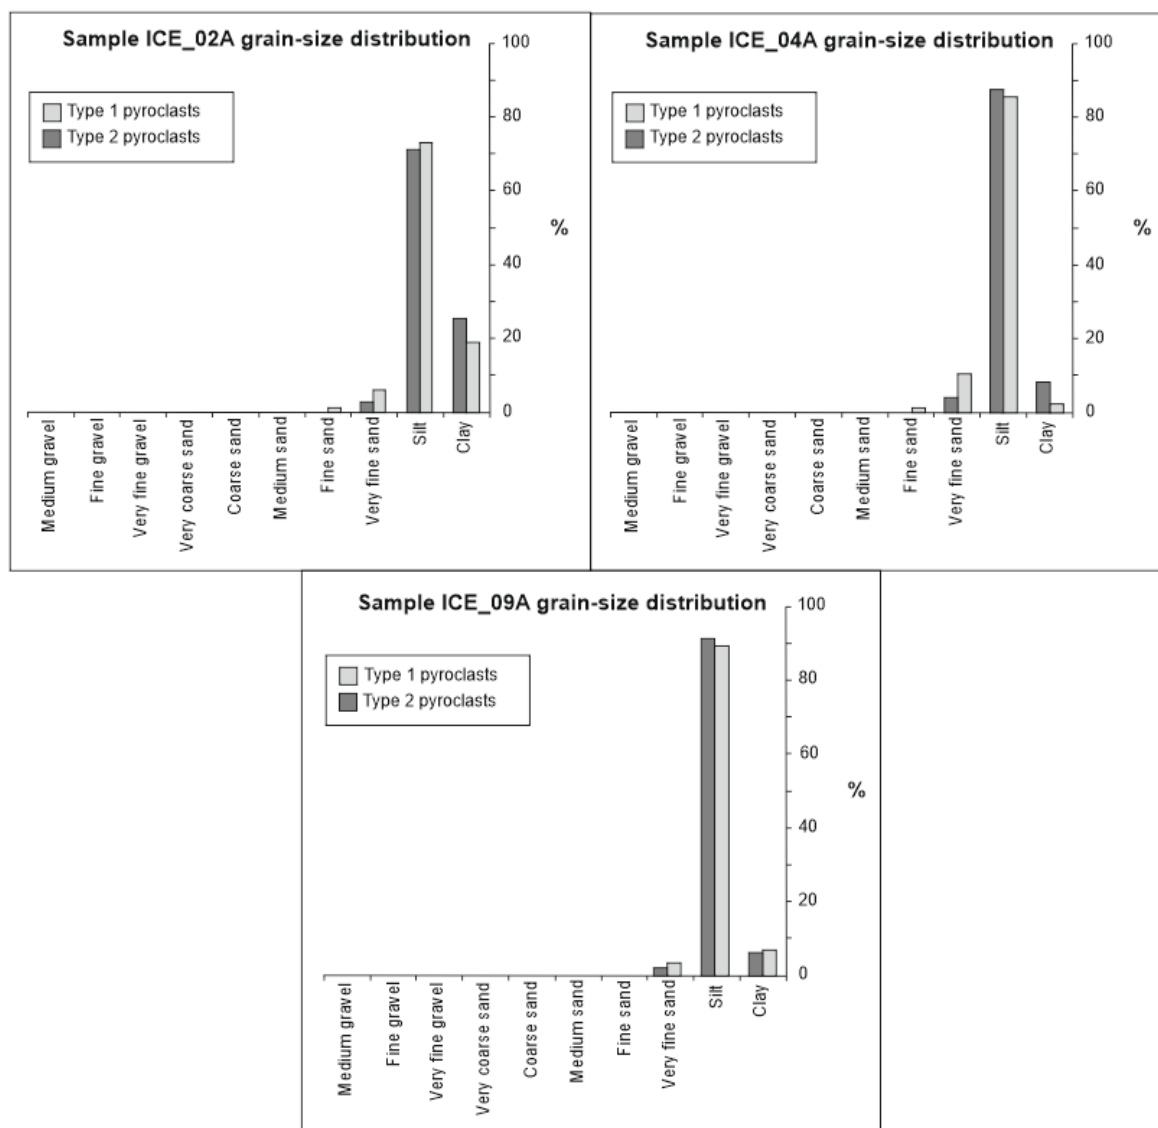 Sample ICE_02A grain-size distribution
Type 1 pyroclasts
Type 2 pyroclasts
100
80
60
%
40
20
0
Medium gravel
Fine gravel
Very fine gravel
Very coarse sand
Coarse sand
Medium sand
Fine sand
Very fine sand
Silt
Clay
Sample ICE_04A grain-size distribution
Type 1 pyroclasts
Type 2 pyroclasts
100
80
60
%
40
20
0
Medium gravel
Fine gravel
Very fine gravel
Very coarse sand
Coarse sand
Medium sand
Fine sand
Very fine sand
Silt
Clay
Sample ICE_09A grain-size distribution
Type 1 pyroclasts
Type 2 pyroclasts
100
80
60
%
40
20
0
Medium gravel
Fine gravel
Very fine gravel
Very coarse sand
Coarse sand
Medium sand
Fine sand
Very fine sand
Silt
Clay